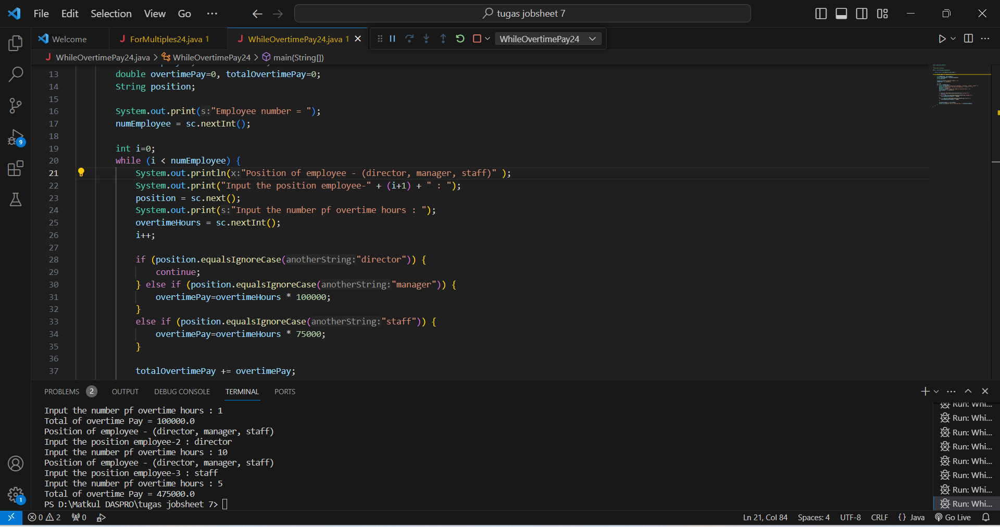 File Edit Selection View Go ··· tugas jobsheet 7
Welcome FormMultiples24.java 1 WhileOvertimePay24.java 1 WhileOvertimePay24
WhileOvertimePay24.java > WhileOvertimePay24 > main(String[])
13 double overtimePay=0, totalOvertimePay=0;
14 String position;
15
16 System.out.print(s:"Employee number = ");
17 numEmployee = sc.nextInt();
18
19 int i=0;
20 while (i < numEmployee) {
21 System.out.println(x:"Position of employee - (director, manager, staff)" );
22 System.out.print("Input the position employee-" + (i+1) + " : ");
23 position = sc.next();
24 System.out.print(s:"Input the number pf overtime hours : ");
25 overtimeHours = sc.nextInt();
26 i++;
27
28 if (position.equalsIgnoreCase(anotherString:"director")) {
29 continue;
30 } else if (position.equalsIgnoreCase(anotherString:"manager")) {
31 overtimePay=overtimeHours * 100000;
32 }
33 else if (position.equalsIgnoreCase(anotherString:"staff")) {
34 overtimePay=overtimeHours * 75000;
35 }
36
37 totalOvertimePay += overtimePay;
9
PROBLEMS 2 OUTPUT DEBUG CONSOLE TERMINAL PORTS
Input the number pf overtime hours : 1
Total of overtime Pay = 100000.0
Position of employee - (director, manager, staff)
Input the position employee-2 : director
Input the number pf overtime hours : 10
Position of employee - (director, manager, staff)
Input the position employee-3 : staff
Input the number pf overtime hours : 5
Total of overtime Pay = 475000.0
PS D:\Matkul DASPRO\tugas jobsheet 7>
Run: Whi...
Run: Whi...
Run: Whi...
Run: Whi...
Run: Whi...
Run: Whi...
Run: Whi...
Run: Whi...
1
0 2 0 Ln 21, Col 84 Spaces: 4 UTF-8 CRLF {} Java Go Live